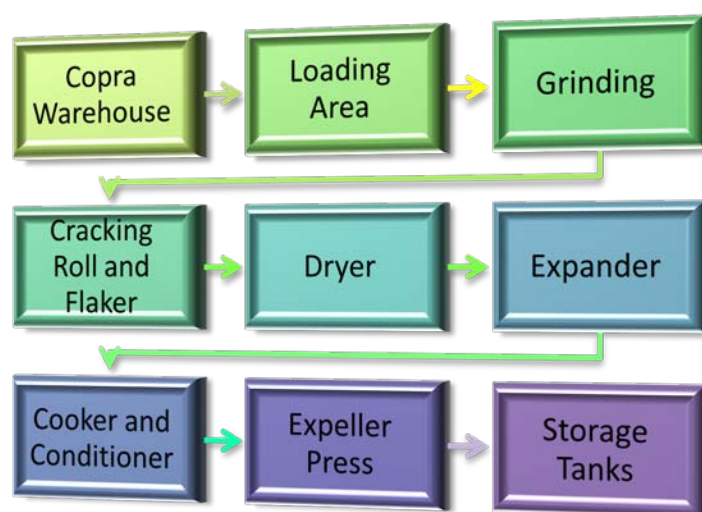 Copra
Warehouse
Loading
Area
Grinding
Cracking
Roll and
Flaker
Dryer
Expander
Cooker and
Conditioner
Expeller
Press
Storage
Tanks